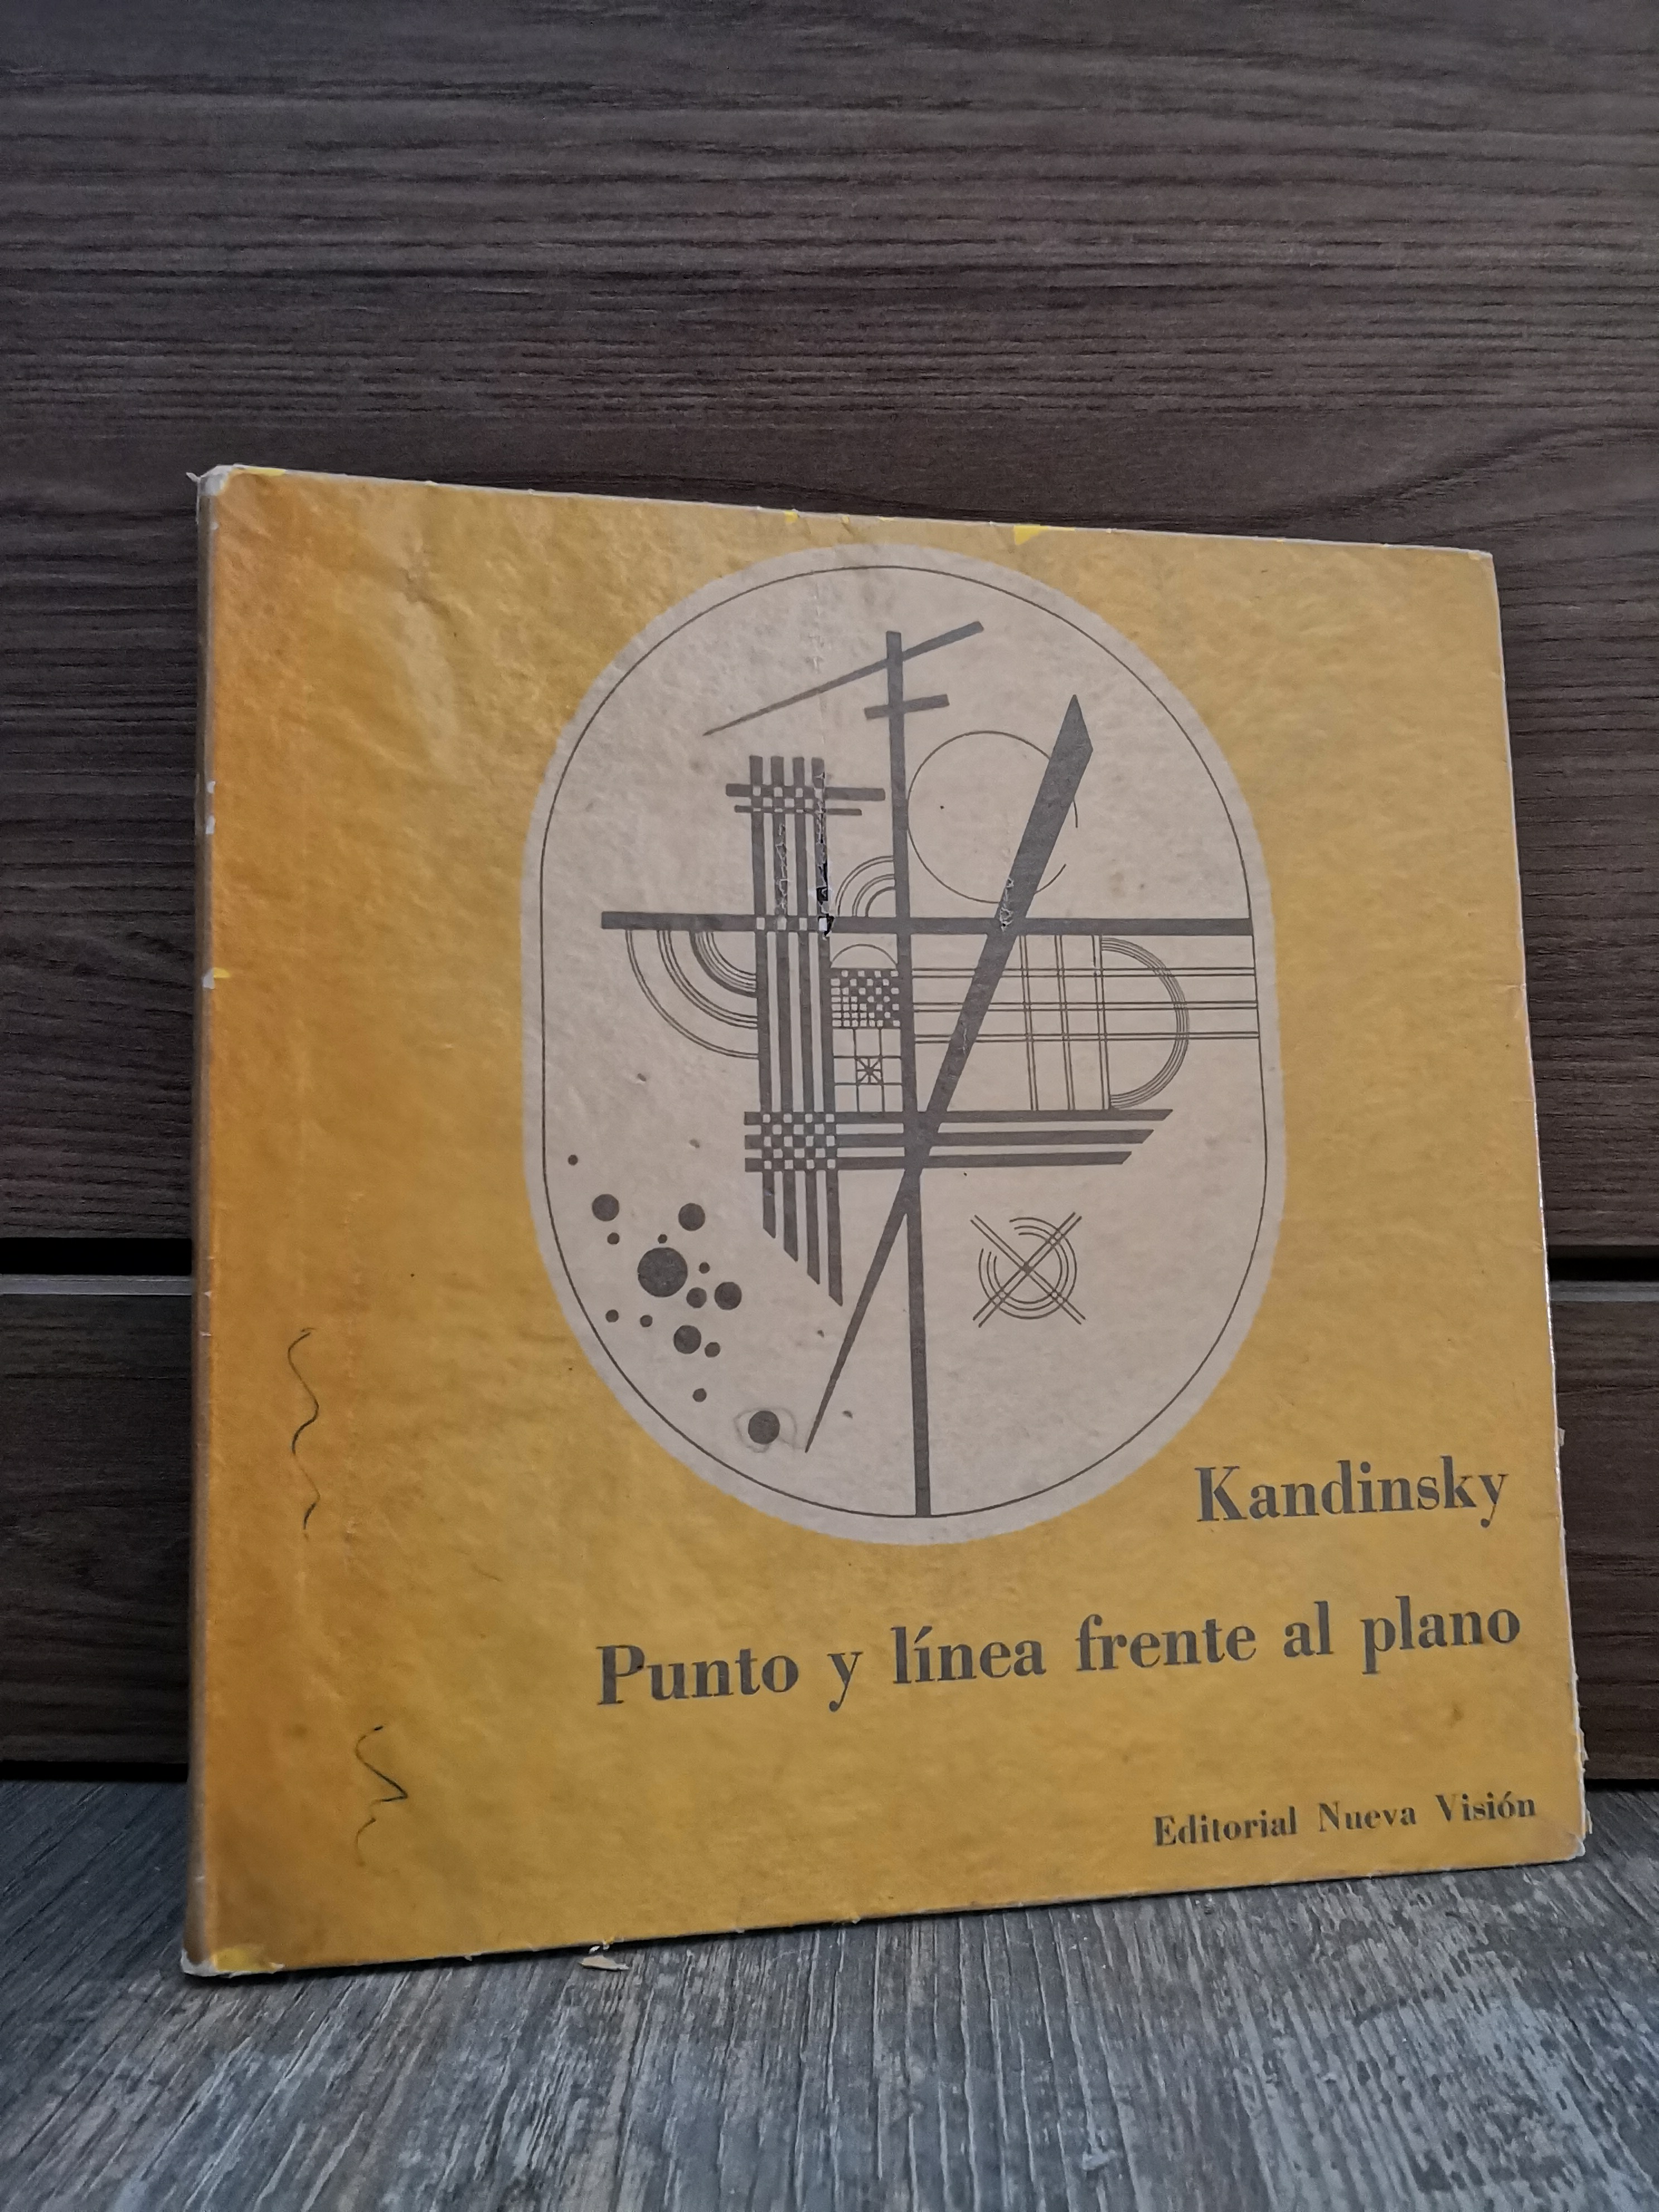 Kandinsky
Punto y línea frente al plano
Editorial Nueva Visión